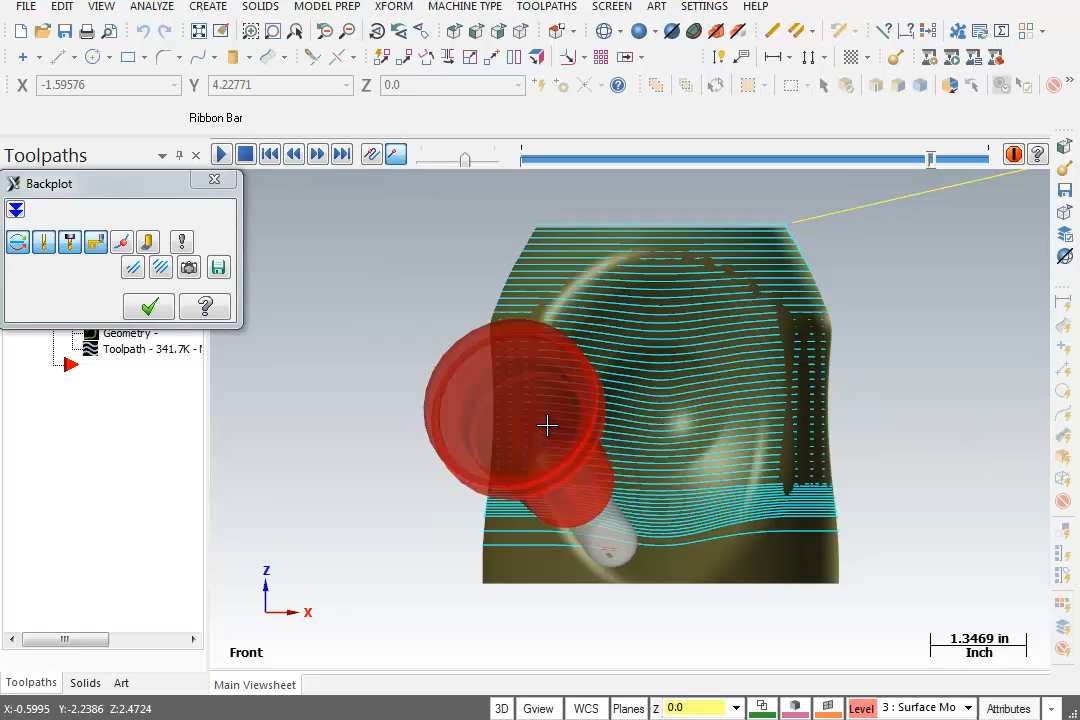 FILE EDIT VIEW ANALYZE CREATE SOLIDS MODEL PREP XFORM MACHINE TYPE TOOLPATHS SCREEN ART SETTINGS HELP
X -1.59576 Y 4.22771 Z 0.0
Ribbon Bar
Toolpaths
Backplot
Geometry -
Toolpath - 341.7K - N
Z
X
Front
1.3469 in
Inch
Toolpaths Solids Art
Main Viewsheet
X:-0.5995 Y:-2.2386 Z:2.4724 3D Gview WCS Planes Z 0.0 Level 3 : Surface Mo Attributes